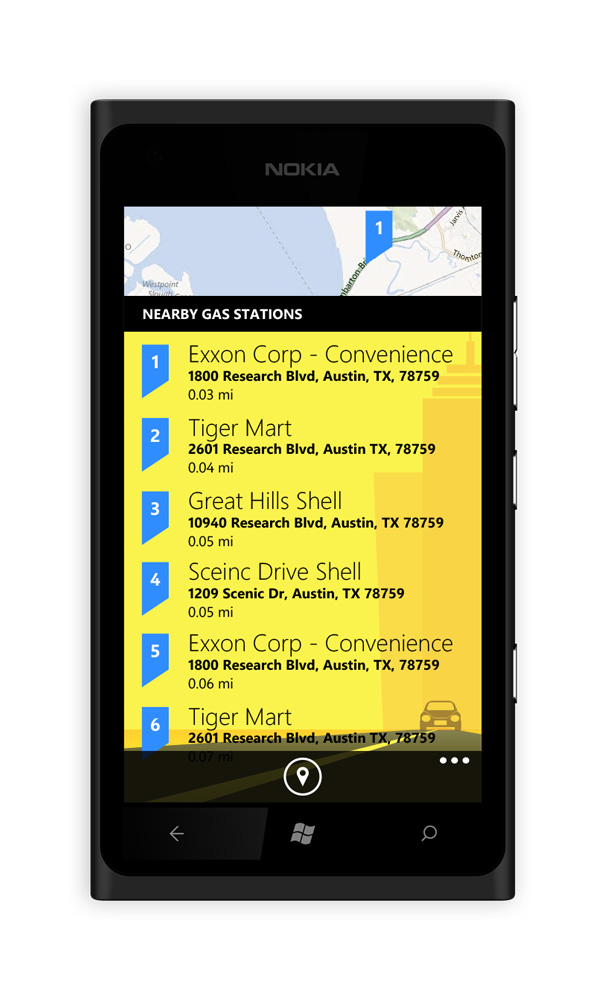 NOKIA
1
Jarvis A
Thornton
mbarton Br
Westpoint
NEARBY GAS STATIONS
1
Exxon Corp - Convenience
1800 Research Blvd, Austin, TX, 78759
0.03 mi
2
Tiger Mart
2601 Research Blvd, Austin TX, 78759
0.04 mi
3
Great Hills Shell
10940 Research Blvd, Austin, TX 78759
0.05 mi
4
Sceinc Drive Shell
1209 Scenic Dr, Austin, TX 78759
0.05 mi
5
Exxon Corp - Convenience
1800 Research Blvd, Austin, TX, 78759
0.06 mi
6
Tiger Mart
2601 Research Blvd, Austin TX, 78759
0.07 mi